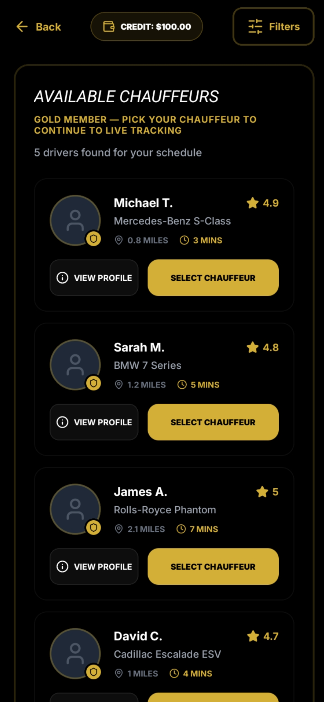 Back
CREDIT: $100.00
Filters
AVAILABLE CHAUFFEURS
GOLD MEMBER — PICK YOUR CHAUFFEUR TO
CONTINUE TO LIVE TRACKING
5 drivers found for your schedule
Michael T.
4.9
Mercedes-Benz S-Class
0.8 MILES
3 MINS
VIEW PROFILE
SELECT CHAUFFEUR
Sarah M.
4.8
BMW 7 Series
1.2 MILES
5 MINS
VIEW PROFILE
SELECT CHAUFFEUR
James A.
5
Rolls-Royce Phantom
2.1 MILES
7 MINS
VIEW PROFILE
SELECT CHAUFFEUR
David C.
4.7
Cadillac Escalade ESV
1 MILES
4 MINS